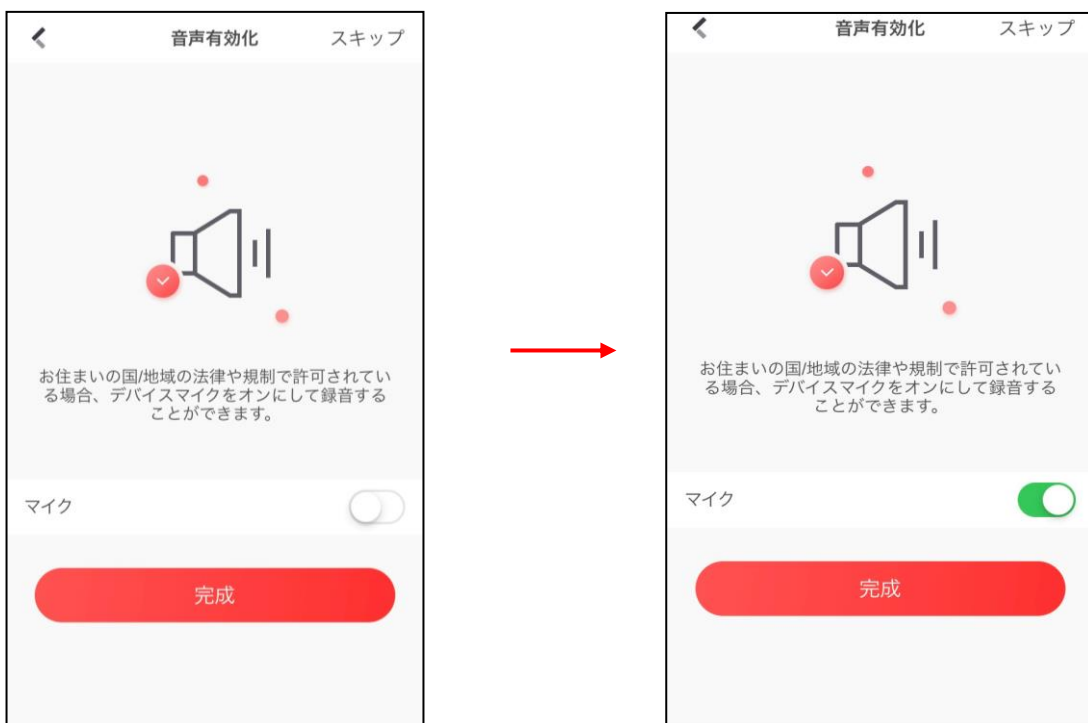 音声有効化 スキップ
お住まいの国/地域の法律や規制で許可されてい
る場合、デバイスマイクをオンにして録音する
ことができます。
マイク
完成
音声有効化 スキップ
お住まいの国/地域の法律や規制で許可されてい
る場合、デバイスマイクをオンにして録音する
ことができます。
マイク
完成